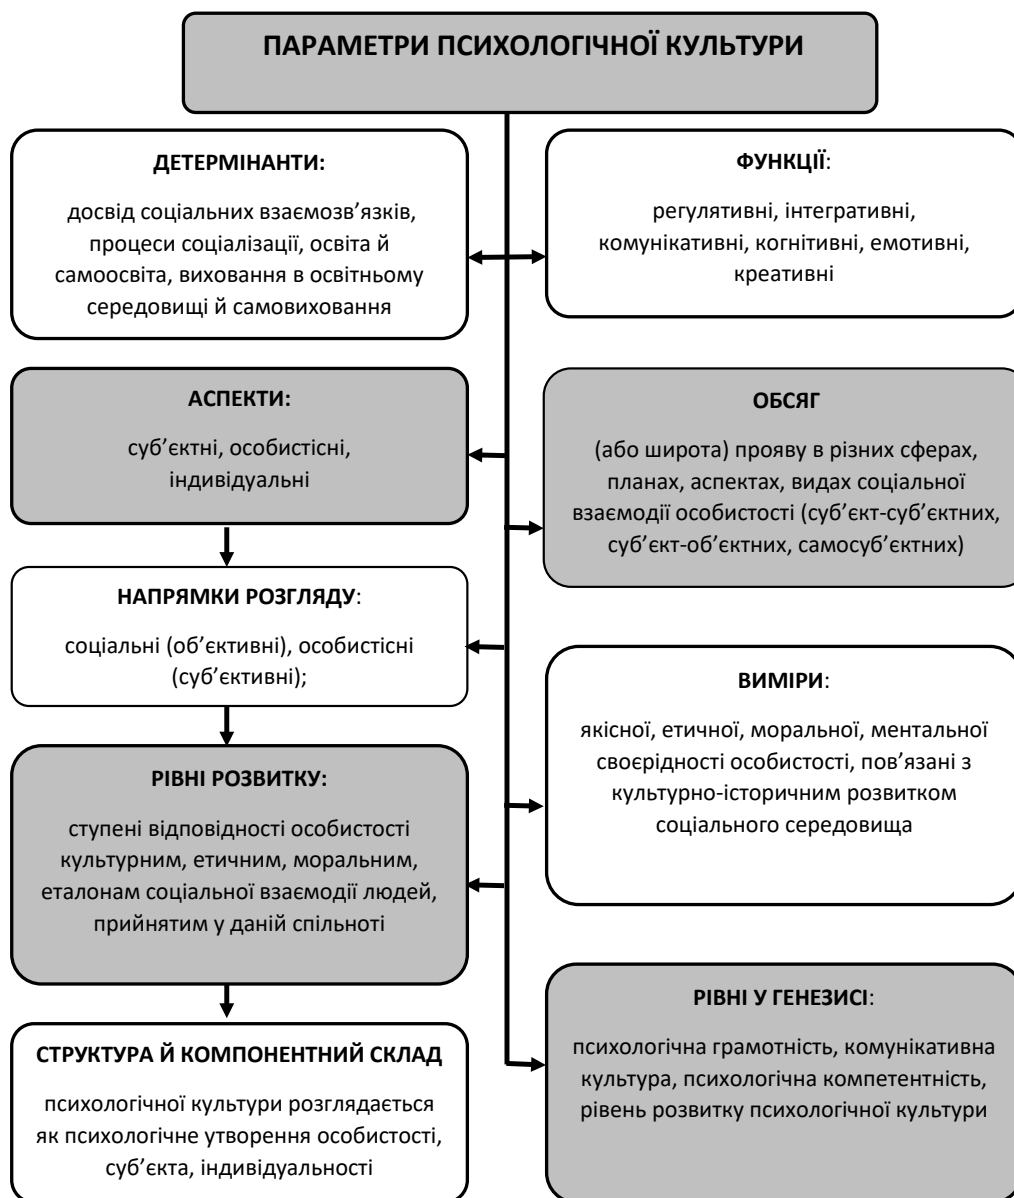 ПАРАМЕТРИ ПСИХОЛОГІЧНОЇ КУЛЬТУРИ
ДЕТЕРМІНАНТИ:
досвід соціальних взаємозв’язків,
процеси соціалізації, освіта й
самоосвіта, виховання в освітньому
середовищі й самовиховання
ФУНКЦІЇ:
регулятивні, інтегративні,
комунікативні, когнітивні, емотивні,
креативні
АСПЕКТИ:
суб’єктні, особистісні,
індивідуальні
ОБСЯГ
(або широта) прояву в різних сферах,
планах, аспектах, видах соціальної
взаємодії особистості (суб’єкт-суб’єктних,
суб’єкт-об’єктних, самосуб’єктних)
НАПРЯМКИ РОЗГЛЯДУ:
соціальні (об’єктивні), особистісні
(суб’єктивні);
ВИМІРИ:
якісної, етичної, моральної, ментальної
своєрідності особистості, пов’язані з
культурно-історичним розвитком
соціального середовища
РІВНІ РОЗВИТКУ:
ступені відповідності особистості
культурним, етичним, моральним,
еталонам соціальної взаємодії людей,
прийнятим у даній спільноті
РІВНІ У ГЕНЕЗИСІ:
психологічна грамотність, комунікативна
культура, психологічна компетентність,
рівень розвитку психологічної культури
СТРУКТУРА Й КОМПОНЕНТНИЙ СКЛАД
психологічної культури розглядається
як психологічне утворення особистості,
суб’єкта, індивідуальності